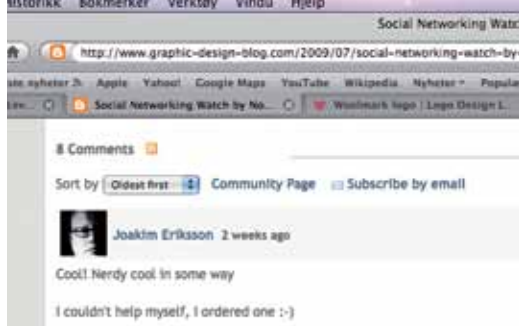 Historikk Bokmerker Verktøy Vindu Hjelp
Social Networking Watc
http://www.graphic-design-blog.com/2009/07/social-networking-watch-by
nyheter Apple Yahoo! Google Maps YouTube Wikipedia Nyheter Popula
Social Networking Watch by No... Woolmark logo | Logo Design L
8 Comments
Sort by Oldest first Community Page Subscribe by email
Joakim Eriksson 2 weeks ago
Cool! Nerdy cool in some way
I couldn't help myself, I ordered one :-)